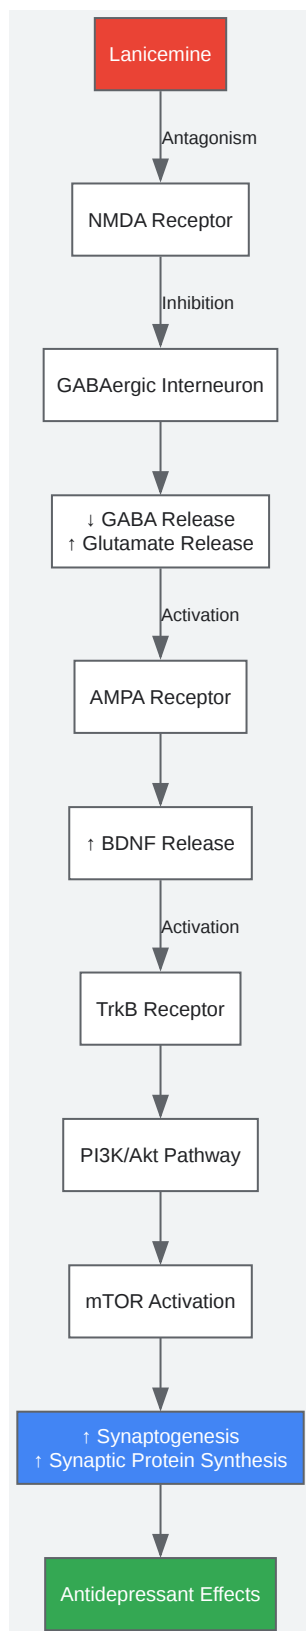 Lanicemine
Antagonism
NMDA Receptor
Inhibition
GABAergic Interneuron
↓ GABA Release
↑ Glutamate Release
Activation
AMPA Receptor
↑ BDNF Release
Activation
TrkB Receptor
PI3K/Akt Pathway
mTOR Activation
↑ Synaptogenesis
↑ Synaptic Protein Synthesis
Antidepressant Effects